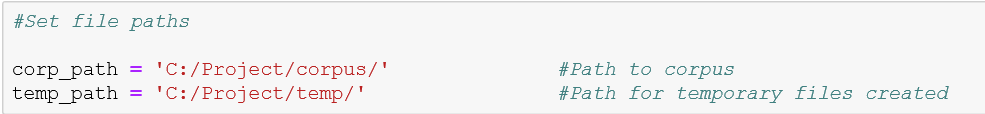 #Set file paths
corp_path = 'C:/Project/corpus/' #Path to corpus
temp_path = 'C:/Project/temp/' #Path for temporary files created